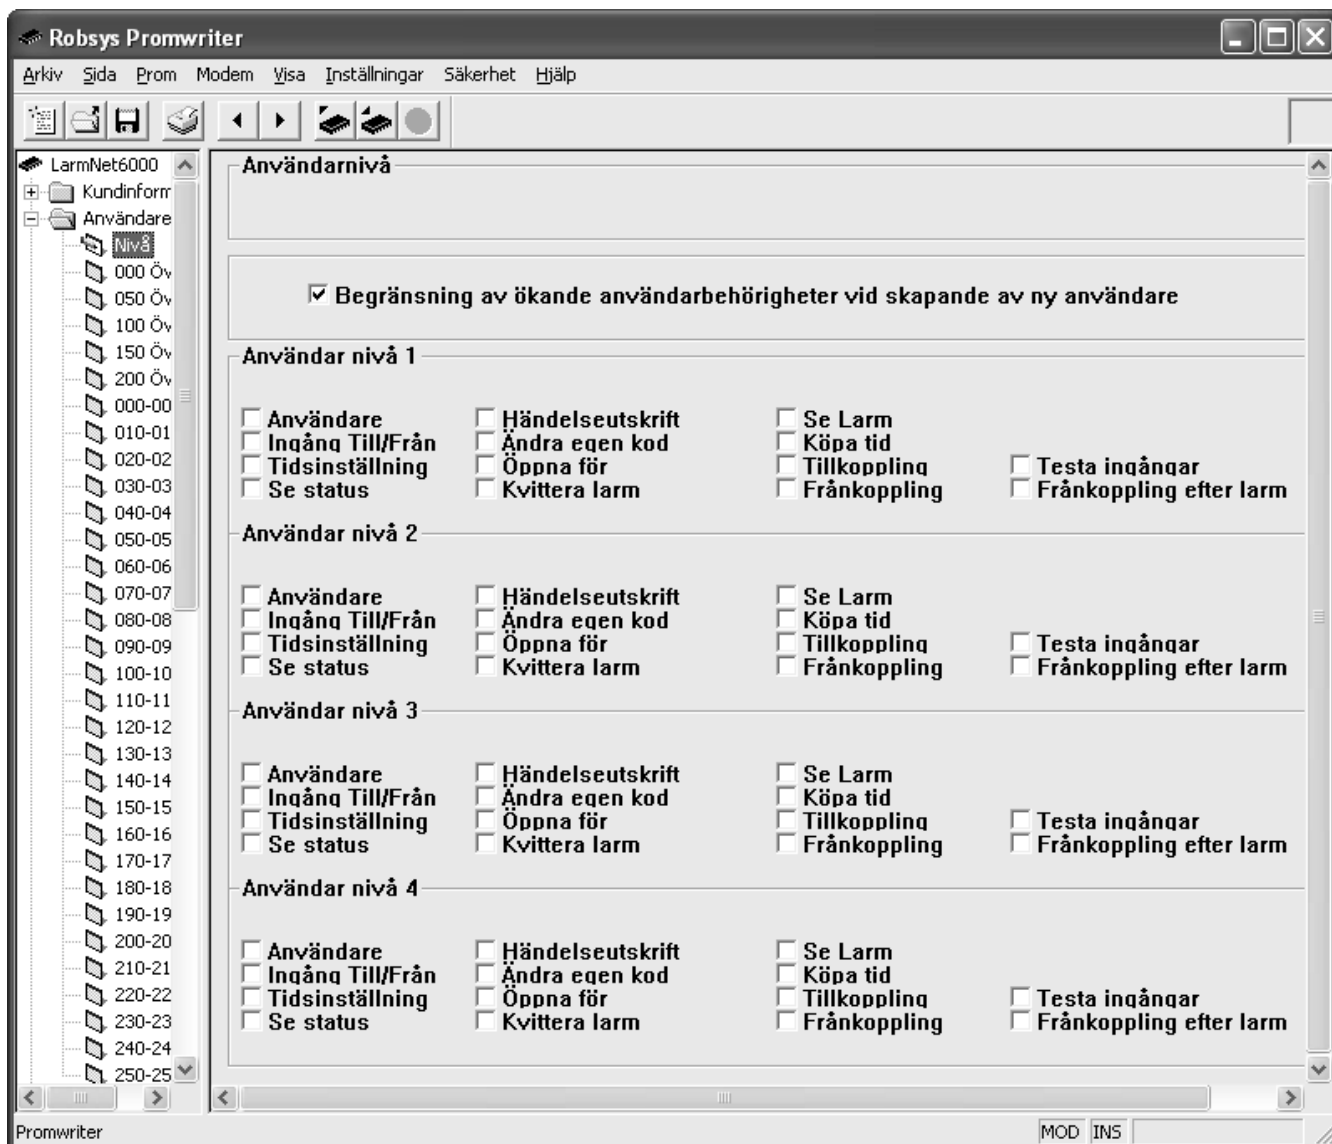 Robsys Promwriter
Arkiv Sida Prom Modem Visa Inställningar Säkerhet Hjälp
LarmNet6000
Kundinform
Användare
Nivå
000 Öv
050 Öv
100 Öv
150 Öv
200 Öv
000-00
010-01
020-02
030-03
040-04
050-05
060-06
070-07
080-08
090-09
100-10
110-11
120-12
130-13
140-14
150-15
160-16
170-17
180-18
190-19
200-20
210-21
220-22
230-23
240-24
250-25
Användarnivå
Begränsning av ökande användarbehörigheter vid skapande av ny användare
Användar nivå 1
Användare Händelseutskrift Se Larm
Ingång Till/Från Ändra egen kod Köpa tid
Tidsinställning Öppna för Tillkoppling Testa ingångar
Se status Kvittera larm Frånkoppling Frånkoppling efter larm
Användar nivå 2
Användare Händelseutskrift Se Larm
Ingång Till/Från Ändra egen kod Köpa tid
Tidsinställning Öppna för Tillkoppling Testa ingångar
Se status Kvittera larm Frånkoppling Frånkoppling efter larm
Användar nivå 3
Användare Händelseutskrift Se Larm
Ingång Till/Från Ändra egen kod Köpa tid
Tidsinställning Öppna för Tillkoppling Testa ingångar
Se status Kvittera larm Frånkoppling Frånkoppling efter larm
Användar nivå 4
Användare Händelseutskrift Se Larm
Ingång Till/Från Ändra egen kod Köpa tid
Tidsinställning Öppna för Tillkoppling Testa ingångar
Se status Kvittera larm Frånkoppling Frånkoppling efter larm
Promwriter MOD INS